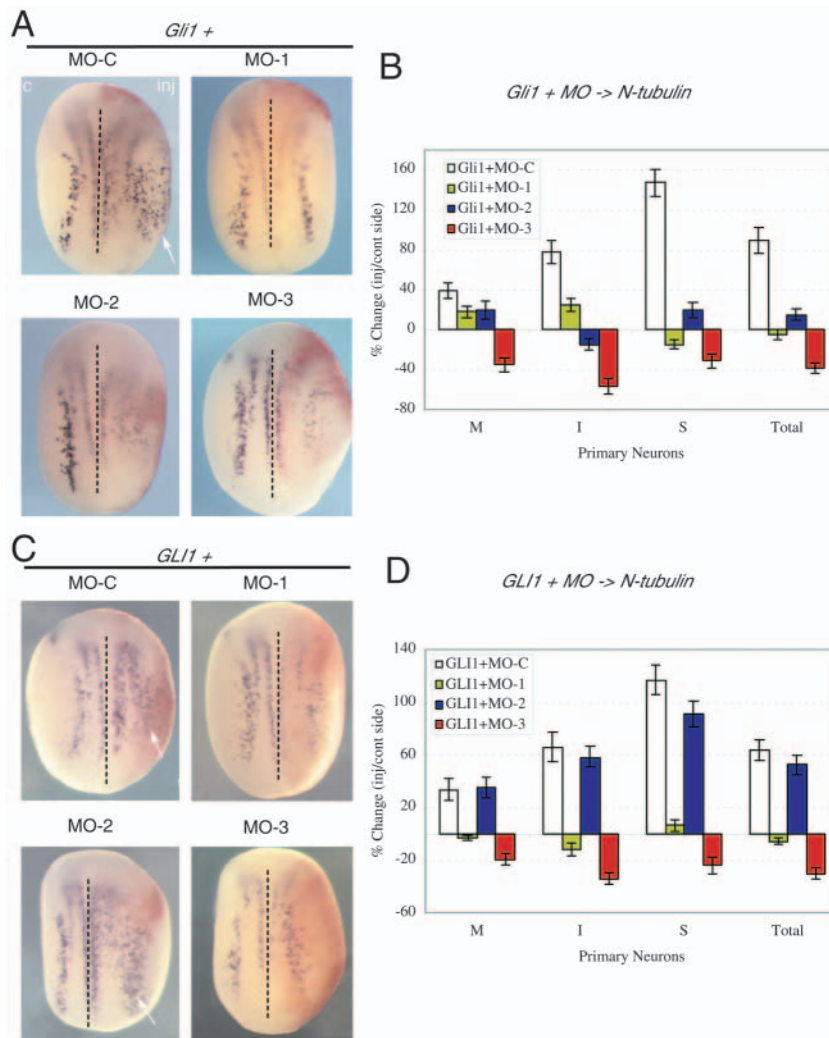 A
Gli1 +
MO-C
MO-1
c
inj
MO-2
MO-3
B
Gli1 + MO -> N-tubulin
% Change (inj/cont side)
160
120
80
40
0
-40
-80
Gli1+MO-C
Gli1+MO-1
Gli1+MO-2
Gli1+MO-3
M
I
S
Total
Primary Neurons
C
GLI1 +
MO-C
MO-1
MO-2
MO-3
D
GLI1 + MO -> N-tubulin
% Change (inj/cont side)
140
100
60
20
-20
-60
GLI1+MO-C
GLI1+MO-1
GLI1+MO-2
GLI1+MO-3
M
I
S
Total
Primary Neurons